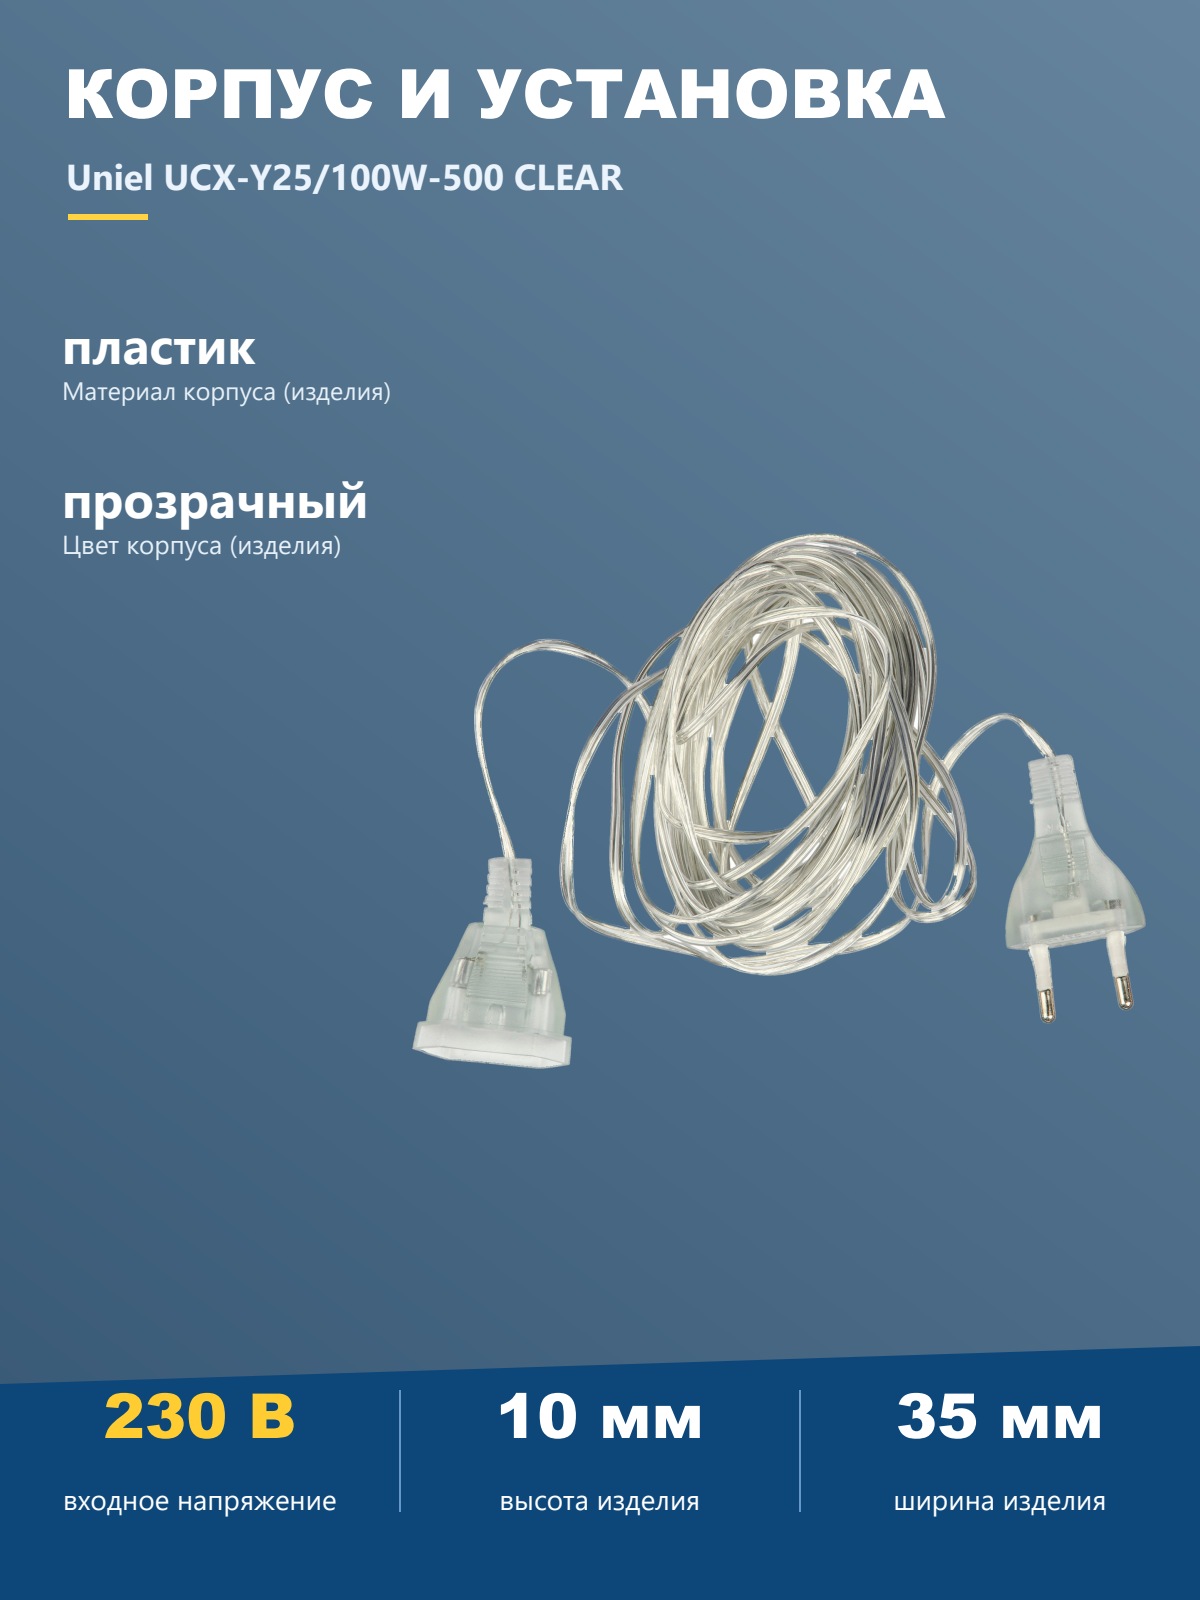 КОРПУС И УСТАНОВКА
Uniel UCX-Y25/100W-500 CLEAR
пластик
Материал корпуса (изделия)
прозрачный
Цвет корпуса (изделия)
230 В
входное напряжение
10 мм
высота изделия
35 мм
ширина изделия